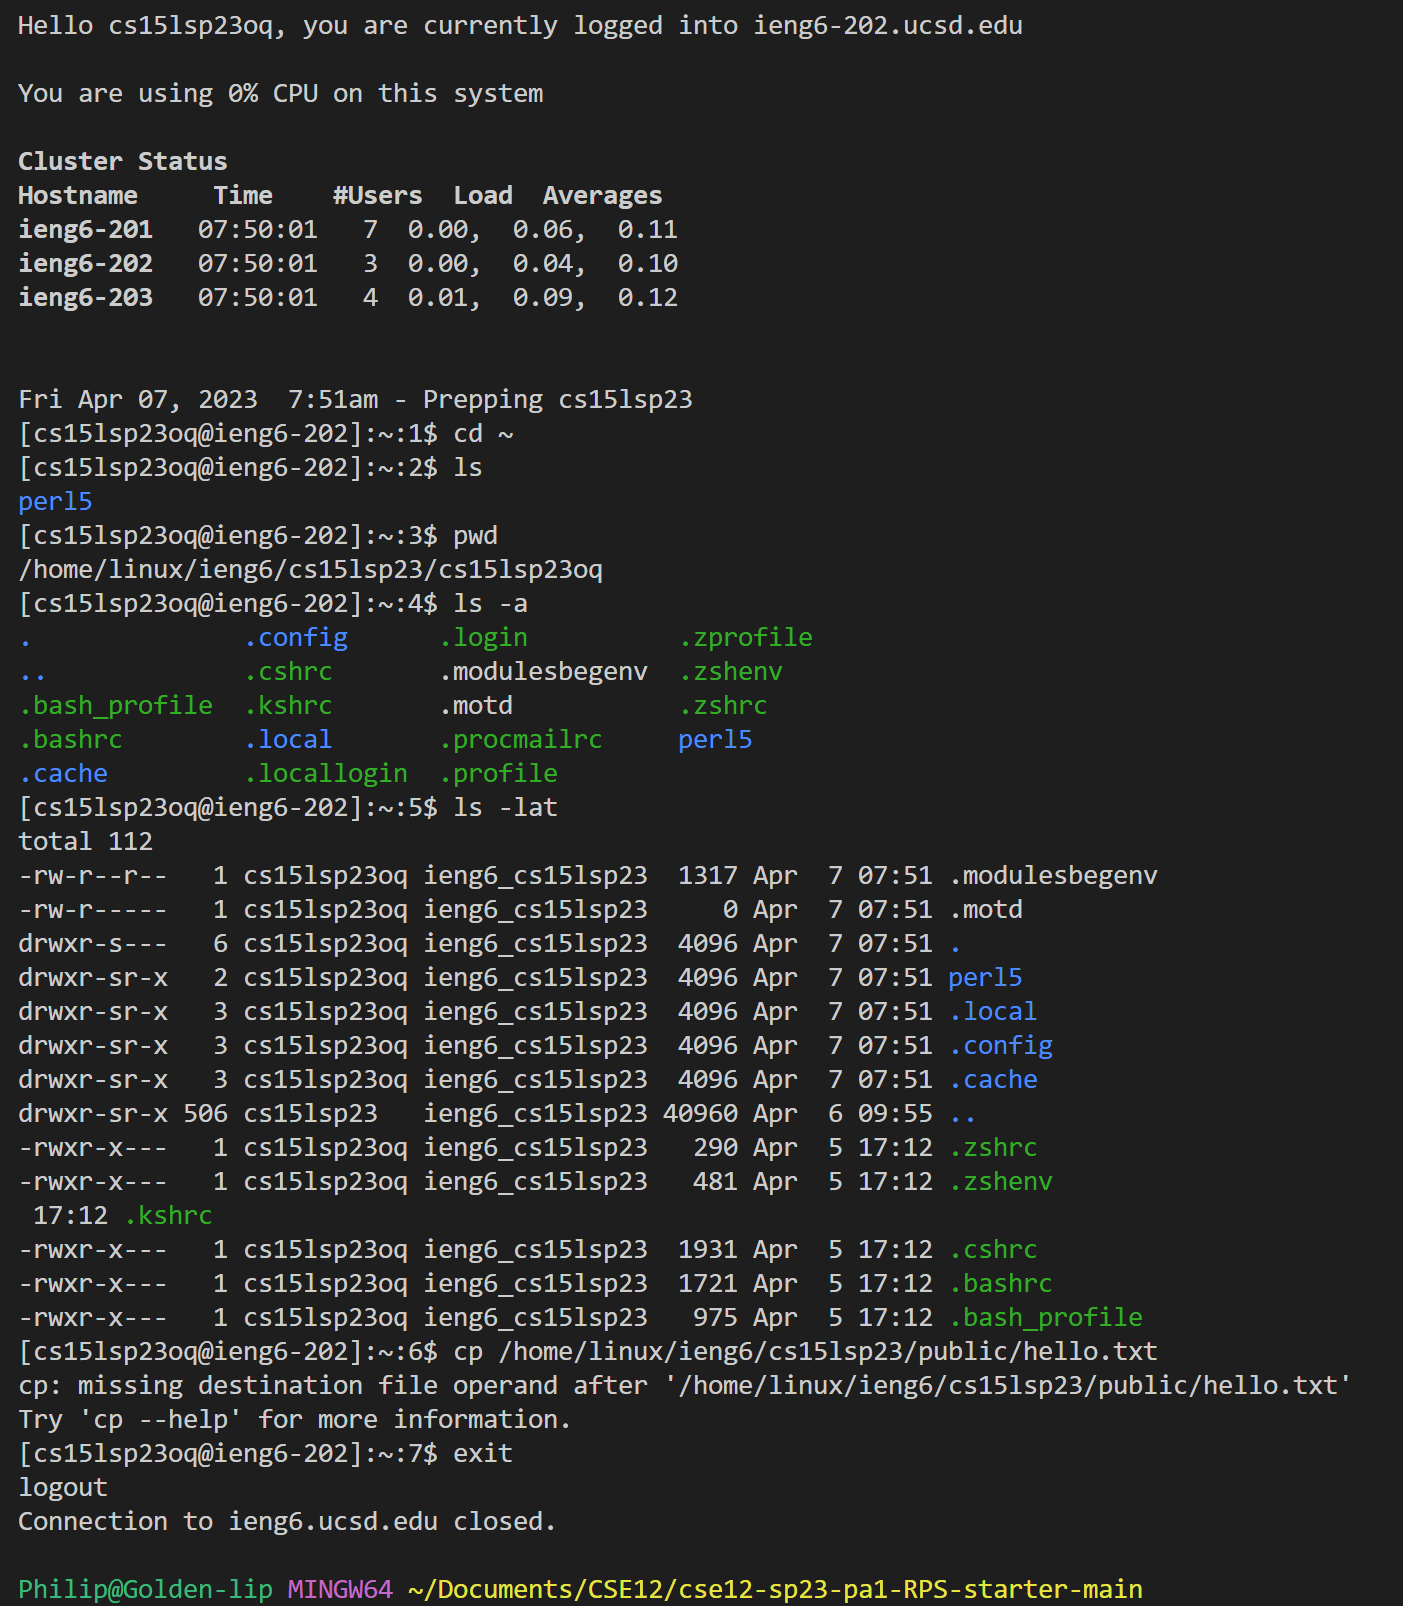 Hello cs15lsp23oq, you are currently logged into ieng6-202.ucsd.edu
You are using 0% CPU on this system
Cluster Status
Hostname     Time    #Users  Load  Averages
ieng6-201   07:50:01   7  0.00,  0.06,  0.11
ieng6-202   07:50:01   3  0.00,  0.04,  0.10
ieng6-203   07:50:01   4  0.01,  0.09,  0.12
Fri Apr 07, 2023  7:51am - Prepping cs15lsp23
[cs15lsp23oq@ieng6-202]:~:1$ cd ~
[cs15lsp23oq@ieng6-202]:~:2$ ls
perl5
[cs15lsp23oq@ieng6-202]:~:3$ pwd
/home/linux/ieng6/cs15lsp23/cs15lsp23oq
[cs15lsp23oq@ieng6-202]:~:4$ ls -a
.              .config      .login          .zprofile
..             .cshrc       .modulesbegenv  .zshenv
.bash_profile  .kshrc       .motd           .zshrc
.bashrc        .local       .procmailrc     perl5
.cache         .locallogin  .profile
[cs15lsp23oq@ieng6-202]:~:5$ ls -lat
total 112
-rw-r--r--   1 cs15lsp23oq ieng6_cs15lsp23  1317 Apr  7 07:51 .modulesbegenv
-rw-r-----   1 cs15lsp23oq ieng6_cs15lsp23     0 Apr  7 07:51 .motd
drwxr-s---   6 cs15lsp23oq ieng6_cs15lsp23  4096 Apr  7 07:51 .
drwxr-sr-x   2 cs15lsp23oq ieng6_cs15lsp23  4096 Apr  7 07:51 perl5
drwxr-sr-x   3 cs15lsp23oq ieng6_cs15lsp23  4096 Apr  7 07:51 .local
drwxr-sr-x   3 cs15lsp23oq ieng6_cs15lsp23  4096 Apr  7 07:51 .config
drwxr-sr-x   3 cs15lsp23oq ieng6_cs15lsp23  4096 Apr  7 07:51 .cache
drwxr-sr-x 506 cs15lsp23   ieng6_cs15lsp23 40960 Apr  6 09:55 ..
-rwxr-x---   1 cs15lsp23oq ieng6_cs15lsp23   290 Apr  5 17:12 .zshrc
-rwxr-x---   1 cs15lsp23oq ieng6_cs15lsp23   481 Apr  5 17:12 .zshenv
 17:12 .kshrc
-rwxr-x---   1 cs15lsp23oq ieng6_cs15lsp23  1931 Apr  5 17:12 .cshrc
-rwxr-x---   1 cs15lsp23oq ieng6_cs15lsp23  1721 Apr  5 17:12 .bashrc
-rwxr-x---   1 cs15lsp23oq ieng6_cs15lsp23   975 Apr  5 17:12 .bash_profile
[cs15lsp23oq@ieng6-202]:~:6$ cp /home/linux/ieng6/cs15lsp23/public/hello.txt
cp: missing destination file operand after '/home/linux/ieng6/cs15lsp23/public/hello.txt'
Try 'cp --help' for more information.
[cs15lsp23oq@ieng6-202]:~:7$ exit
logout
Connection to ieng6.ucsd.edu closed.
Philip@Golden-lip MINGW64 ~/Documents/CSE12/cse12-sp23-pa1-RPS-starter-main